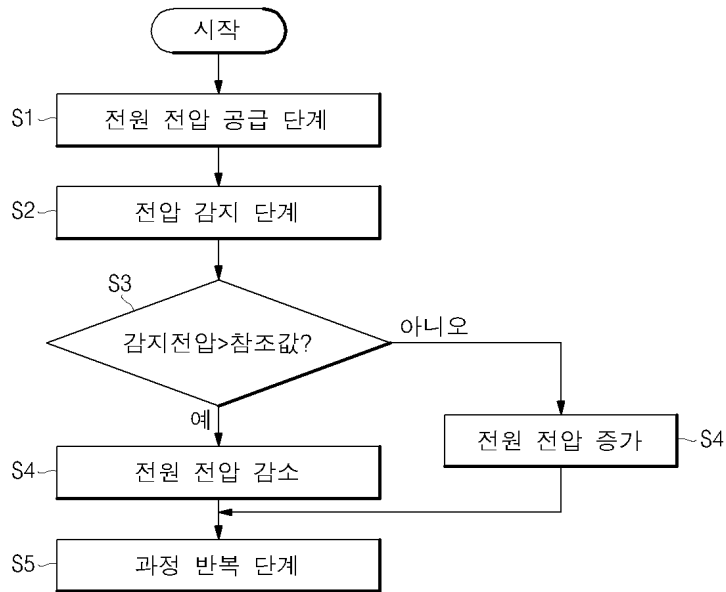 시작
S1
전원 전압 공급 단계
S2
전압 감지 단계
S3
감지전압>참조값?
아니오
예
S4
전원 전압 감소
전원 전압 증가
S4
S5
과정 반복 단계